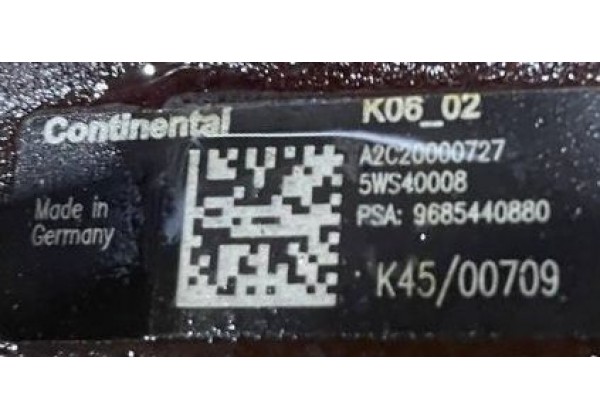 Continental
K06_02
A2C20000727
5WS40008
PSA: 9685440880
Made in
Germany
K45/00709